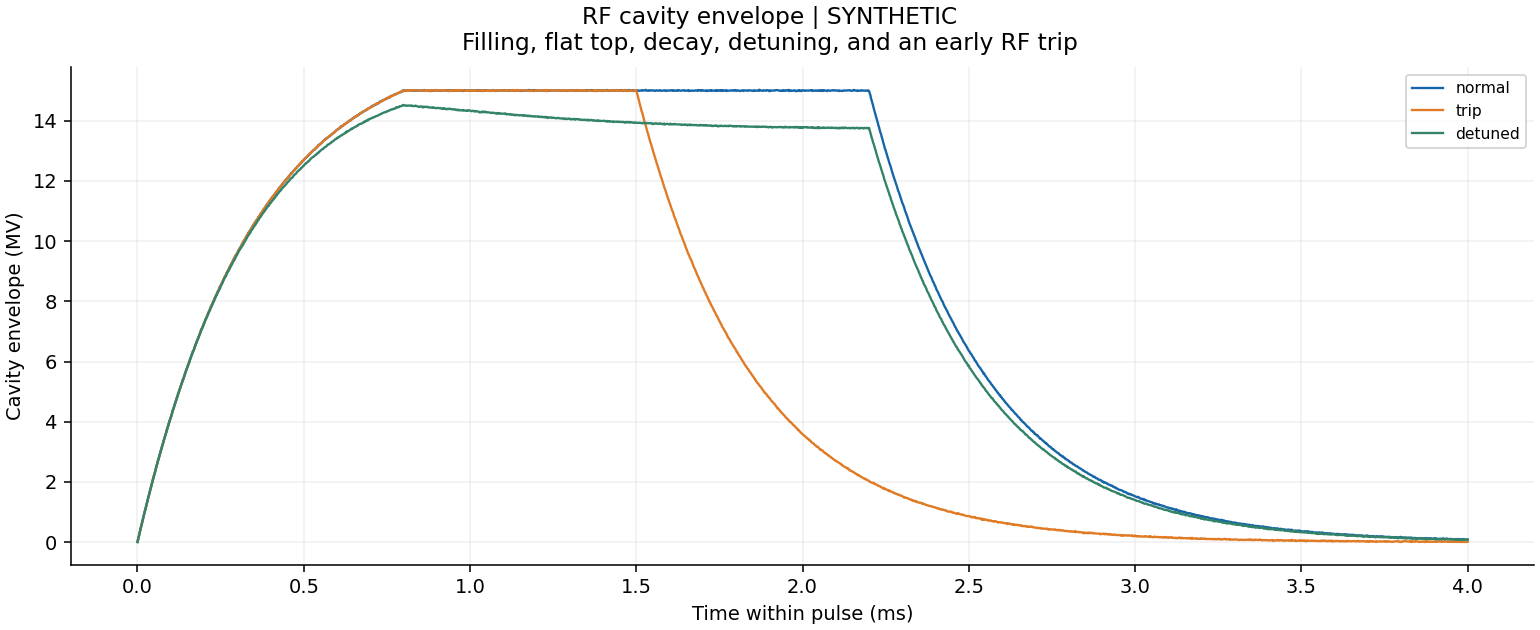 RF cavity envelope | SYNTHETIC
Filling, flat top, decay, detuning, and an early RF trip
normal
trip
detuned
Cavity envelope (MV)
14
12
10
8
6
4
2
0
0.0 0.5 1.0 1.5 2.0 2.5 3.0 3.5 4.0
Time within pulse (ms)